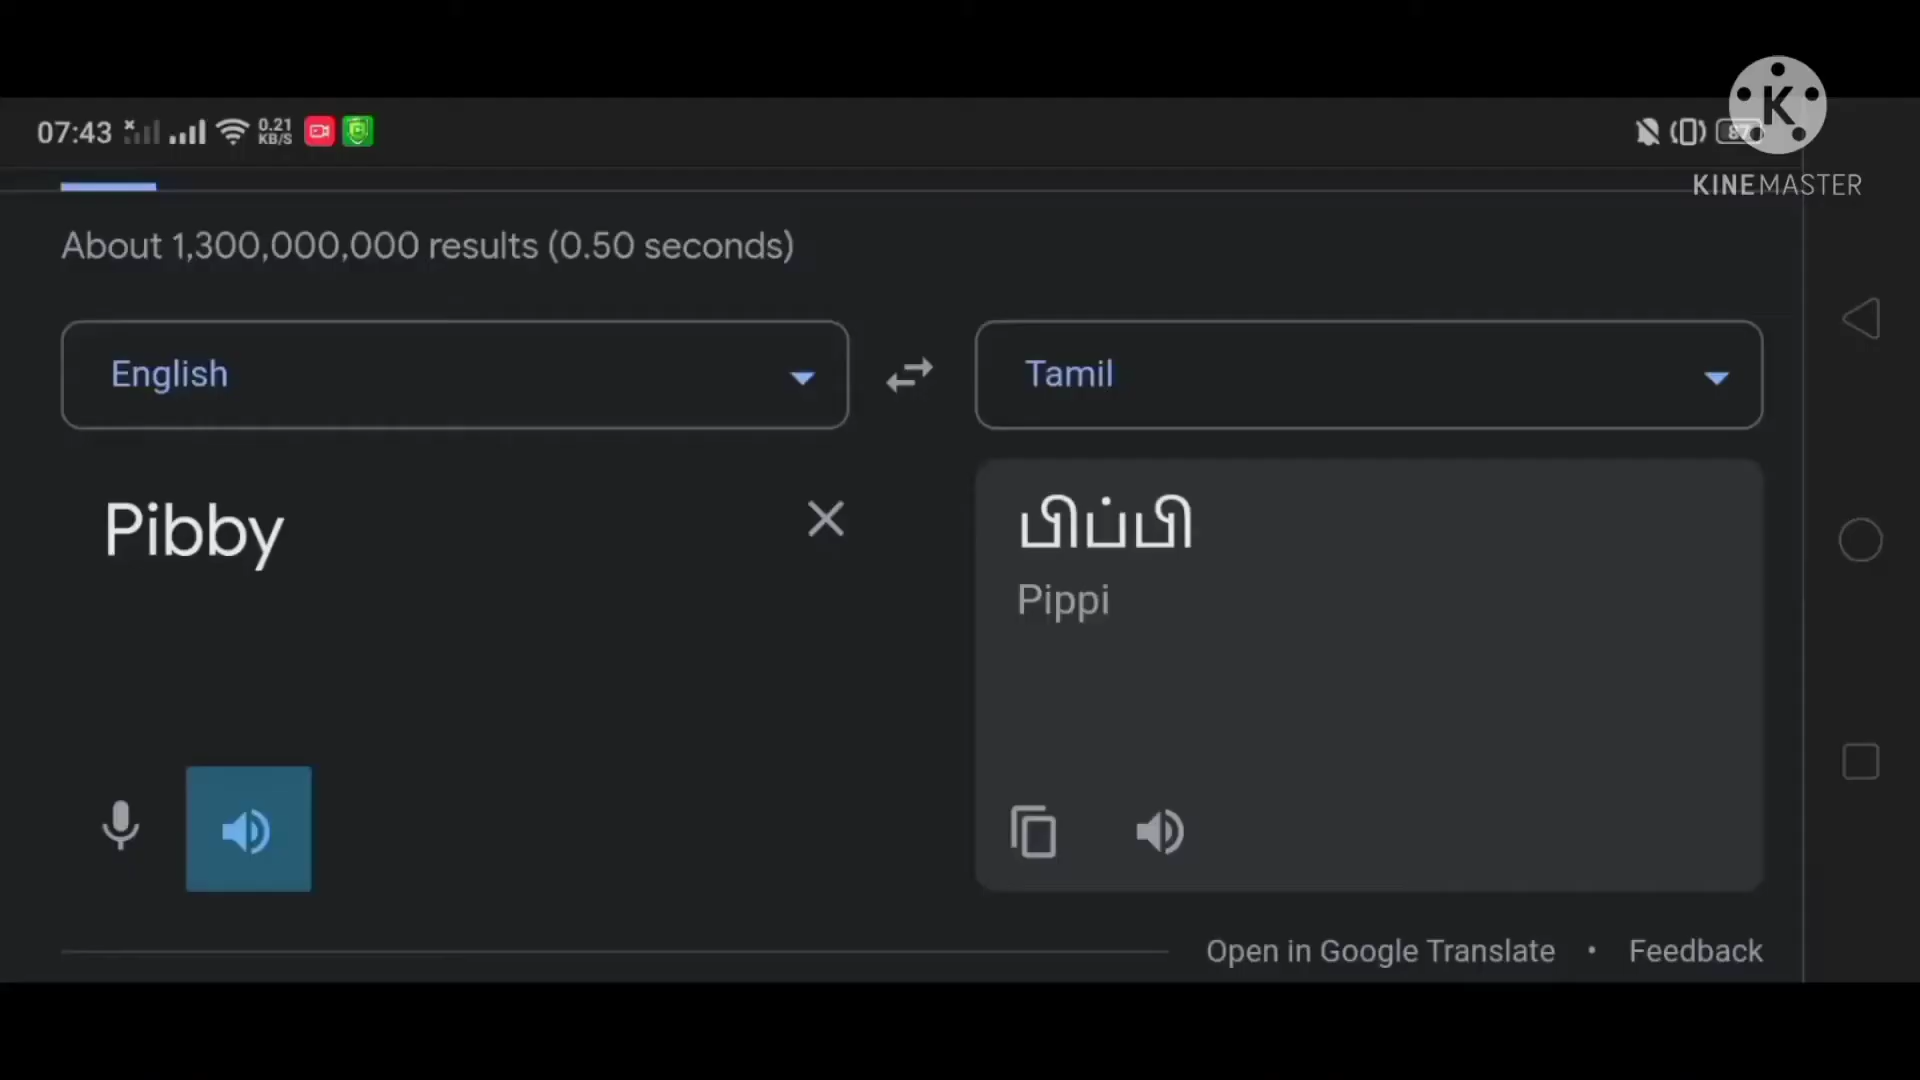 07:43 0.21 KB/S 87
KINEMASTER
About 1,300,000,000 results (0.50 seconds)
English Tamil
Pibby பிப்பி
Pippi
Open in Google Translate • Feedback